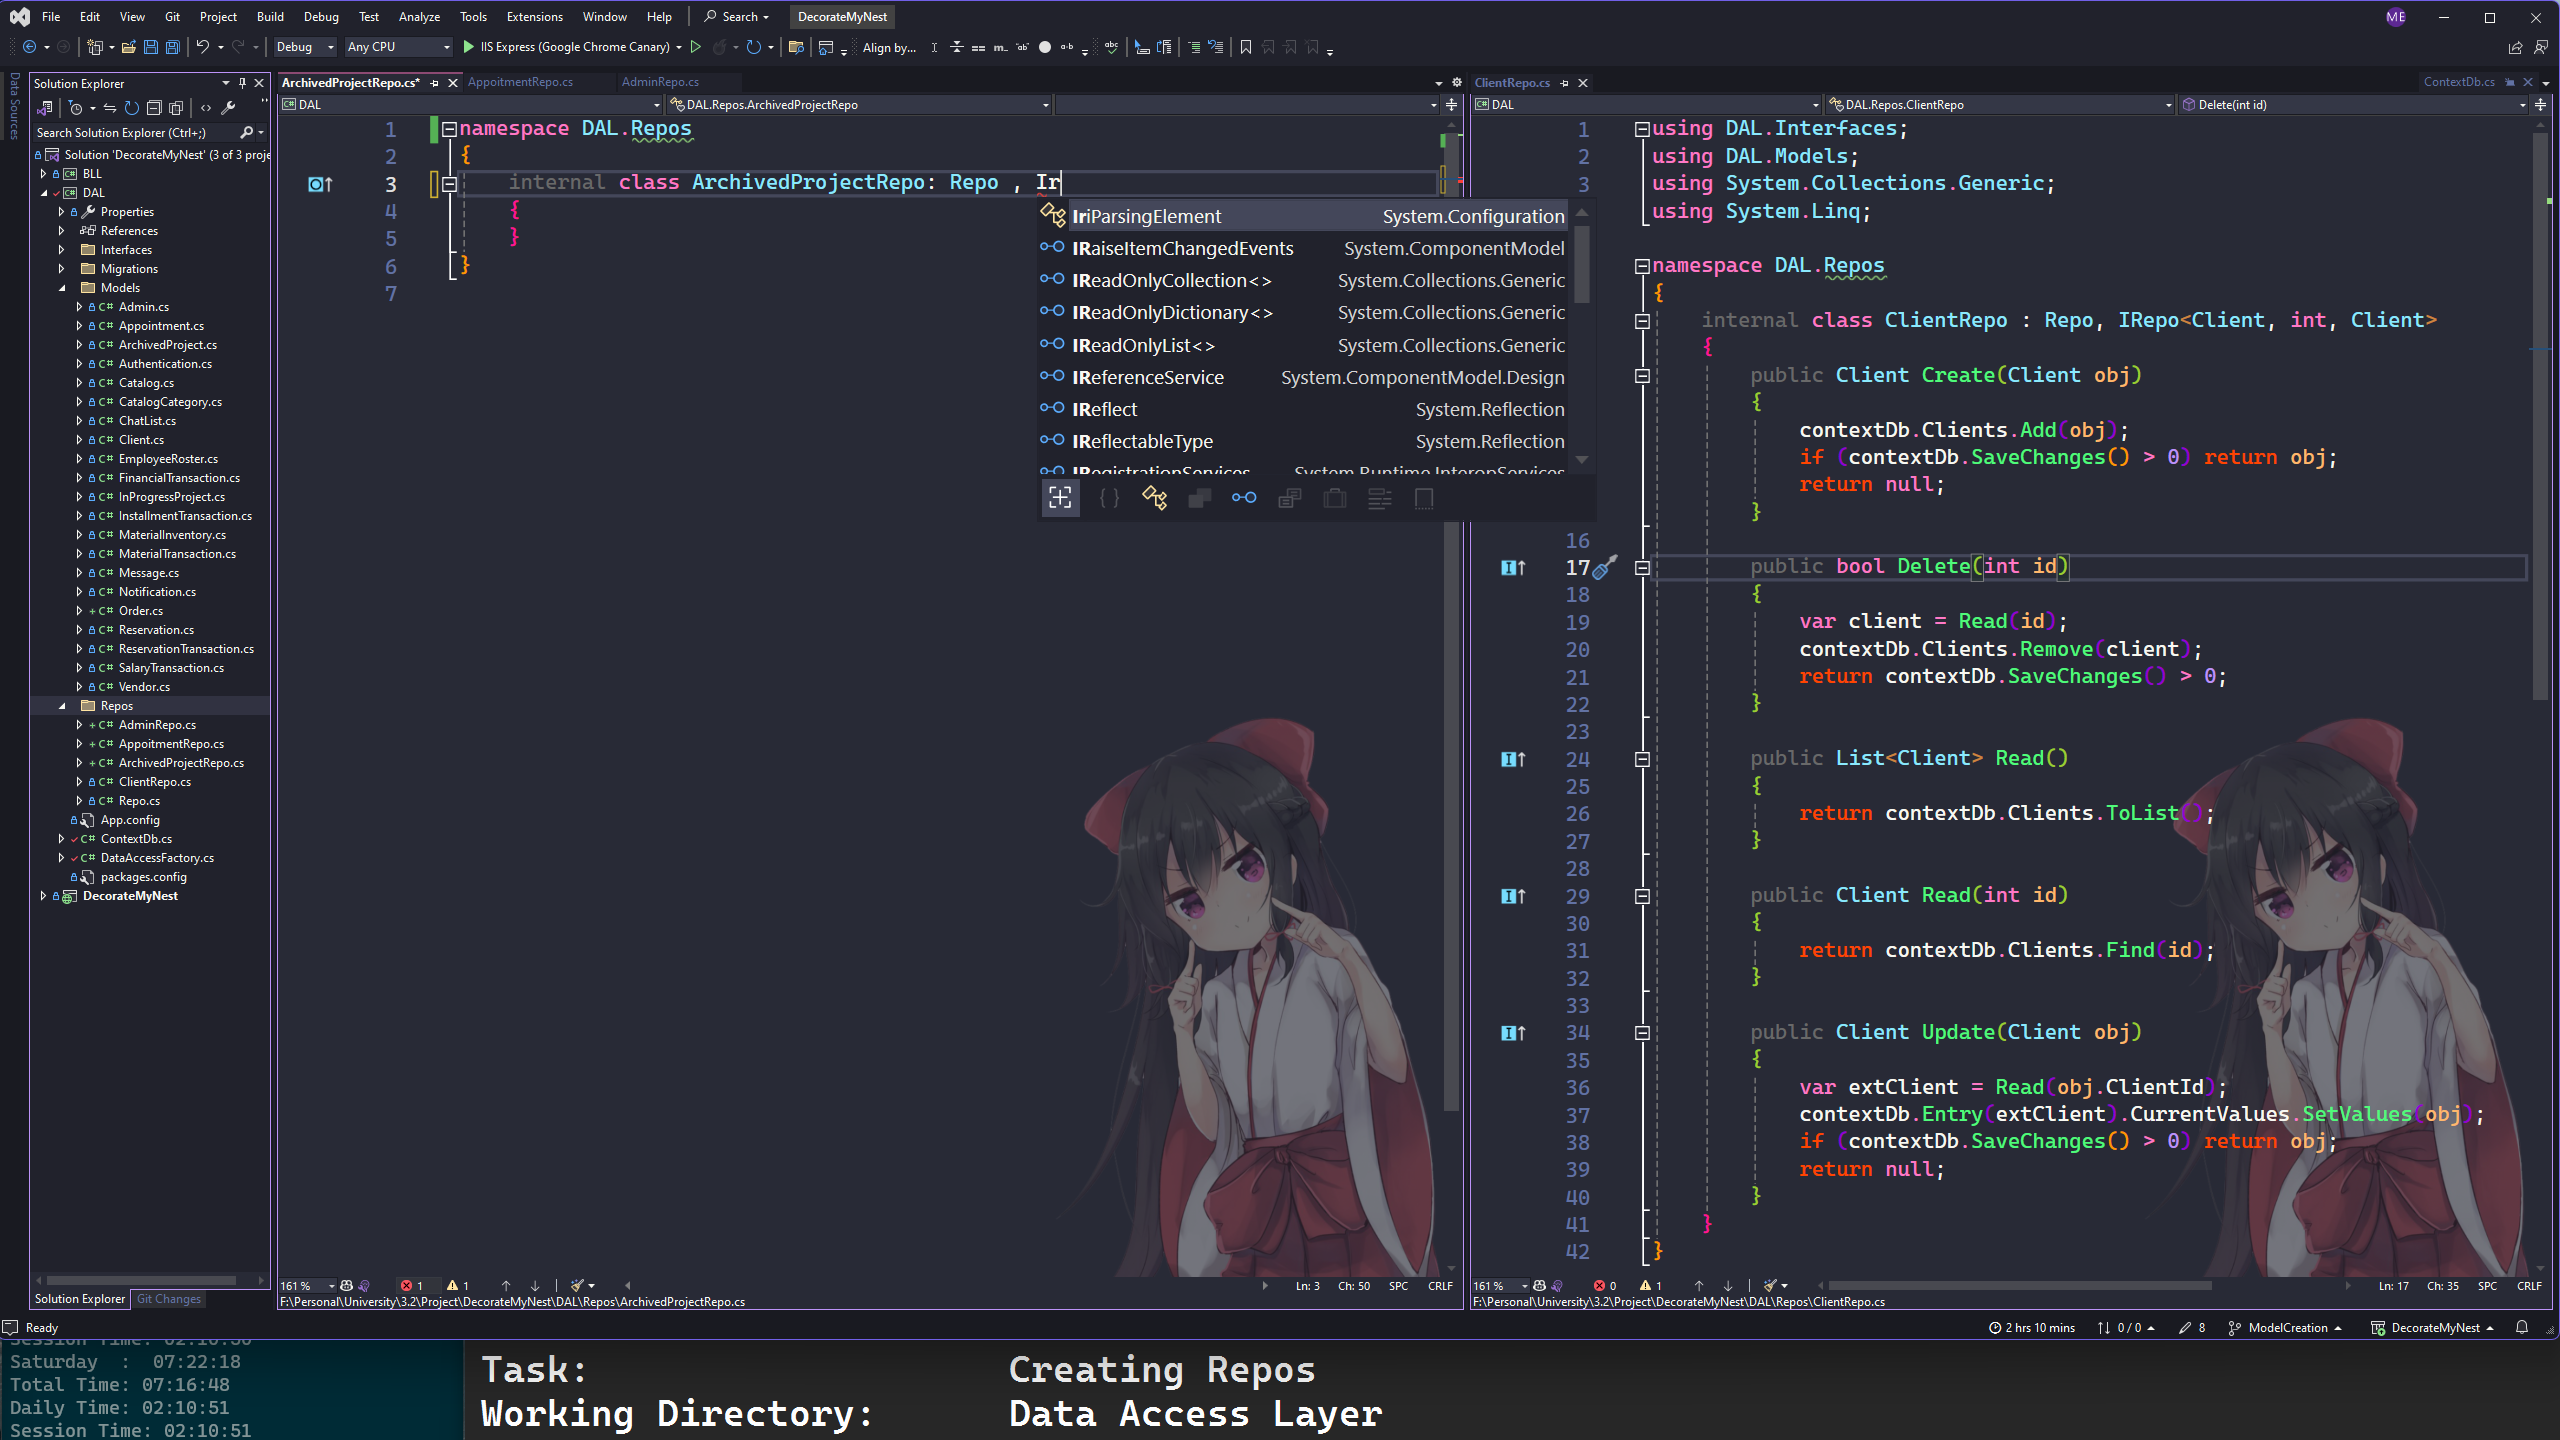 File Edit View Git Project Build Debug Test Analyze Tools Extensions Window Help Search DecorateMyNest ME
Debug Any CPU IIS Express (Google Chrome Canary) Align by...
Data Sources
Solution Explorer
Search Solution Explorer (Ctrl+;)
Solution 'DecorateMyNest' (3 of 3 proje
BLL
DAL
Properties
References
Interfaces
Migrations
Models
Admin.cs
Appointment.cs
ArchivedProject.cs
Authentication.cs
Catalog.cs
CatalogCategory.cs
ChatList.cs
Client.cs
EmployeeRoster.cs
FinancialTransaction.cs
InProgressProject.cs
InstallmentTransaction.cs
MaterialInventory.cs
MaterialTransaction.cs
Message.cs
Notification.cs
Order.cs
Reservation.cs
ReservationTransaction.cs
SalaryTransaction.cs
Vendor.cs
Repos
AdminRepo.cs
AppoitmentRepo.cs
ArchivedProjectRepo.cs
ClientRepo.cs
Repo.cs
App.config
ContextDb.cs
DataAccessFactory.cs
packages.config
DecorateMyNest
Solution Explorer Git Changes
ArchivedProjectRepo.cs* AppoitmentRepo.cs AdminRepo.cs
DAL DAL.Repos.ArchivedProjectRepo
1 namespace DAL.Repos
2 {
3 internal class ArchivedProjectRepo: Repo , Ir
4 {
5 }
6 }
7
IriParsingElement System.Configuration
IRaiseItemChangedEvents System.ComponentModel
IReadOnlyCollection<> System.Collections.Generic
IReadOnlyDictionary<> System.Collections.Generic
IReadOnlyList<> System.Collections.Generic
IReferenceService System.ComponentModel.Design
IReflect System.Reflection
IReflectableType System.Reflection
IRegistrationServices System.Runtime.InteropServices
161 % 1 1 Ln: 3 Ch: 50 SPC CRLF
F:\Personal\University\3.2\Project\DecorateMyNest\DAL\Repos\ArchivedProjectRepo.cs
ClientRepo.cs ContextDb.cs
DAL DAL.Repos.ClientRepo Delete(int id)
1 using DAL.Interfaces;
2 using DAL.Models;
3 using System.Collections.Generic;
using System.Linq;
namespace DAL.Repos
{
internal class ClientRepo : Repo, IRepo<Client, int, Client>
{
public Client Create(Client obj)
{
contextDb.Clients.Add(obj);
if (contextDb.SaveChanges() > 0) return obj;
return null;
}
16
17 public bool Delete(int id)
18 {
19 var client = Read(id);
20 contextDb.Clients.Remove(client);
21 return contextDb.SaveChanges() > 0;
22 }
23
24 public List<Client> Read()
25 {
26 return contextDb.Clients.ToList();
27 }
28
29 public Client Read(int id)
30 {
31 return contextDb.Clients.Find(id);
32 }
33
34 public Client Update(Client obj)
35 {
36 var extClient = Read(obj.ClientId);
37 contextDb.Entry(extClient).CurrentValues.SetValues(obj);
38 if (contextDb.SaveChanges() > 0) return obj;
39 return null;
40 }
41 }
42 }
161 % 0 1 Ln: 17 Ch: 35 SPC CRLF
F:\Personal\University\3.2\Project\DecorateMyNest\DAL\Repos\ClientRepo.cs
Ready 2 hrs 10 mins 0 / 0 8 ModelCreation DecorateMyNest
Session Time: 02:10:50
Saturday : 07:22:18
Total Time: 07:16:48
Daily Time: 02:10:51
Session Time: 02:10:51
Task: Creating Repos
Working Directory: Data Access Layer